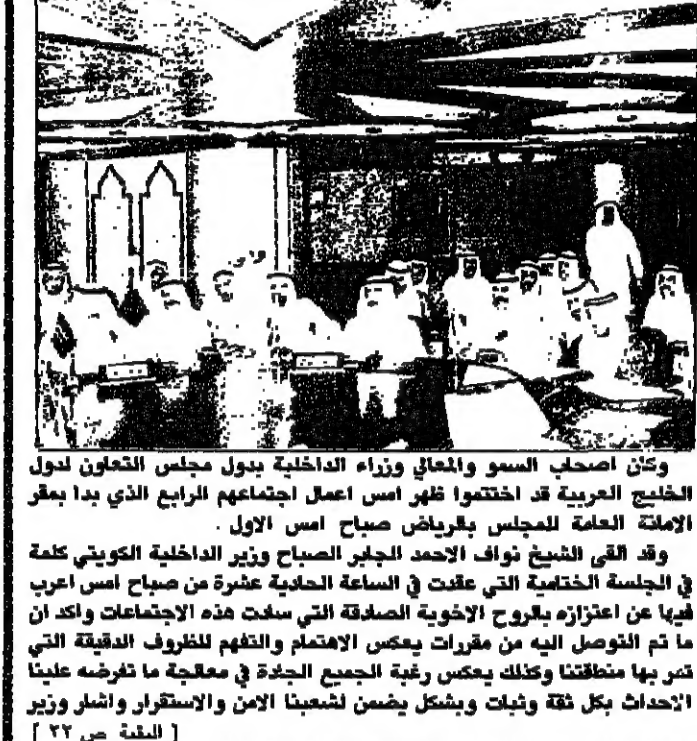 وكان اصحاب السمو والمعالي وزراء الداخلية بدول مجلس التعاون لدول
الخليج العربية قد اختتموا ظهر امس اعمال اجتماعهم الرابع الذي بدا بمقر
الامانة العامة للمجلس بالرياض صباح امس الاول .
وقد القى الشيخ نواف الاحمد الجابر الصباح وزير الداخلية الكويتي كلمة
في الجلسة الختامية التي عقدت في الساعة الحادية عشرة من صباح امس اعرب
فيها عن اعتزازه بالروح الاخوية الصادقة التي سادت هذه الاجتماعات واكد ان
ما تم التوصل اليه من مقررات يعكس الاهتمام والتفهم للظروف الدقيقة التي
تمر بها منطقتنا وكذلك يعكس رغبة الجميع الجادة في معالجة ما تفرضه علينا
الاحداث بكل ثقة وثبات وبشكل يضمن لشعبنا الامن والاستقرار واشار وزير
[ البقية ص ٢٢ ]